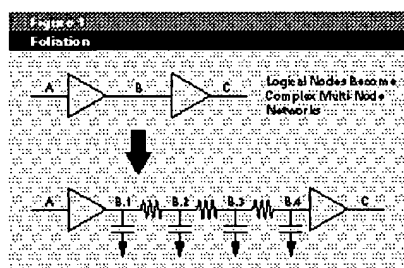 Figure 1
Foliation
A B C
Logical Nodes Become
Complex Multi-Node
Networks
A B.1 B.2 B.3 B.4 C